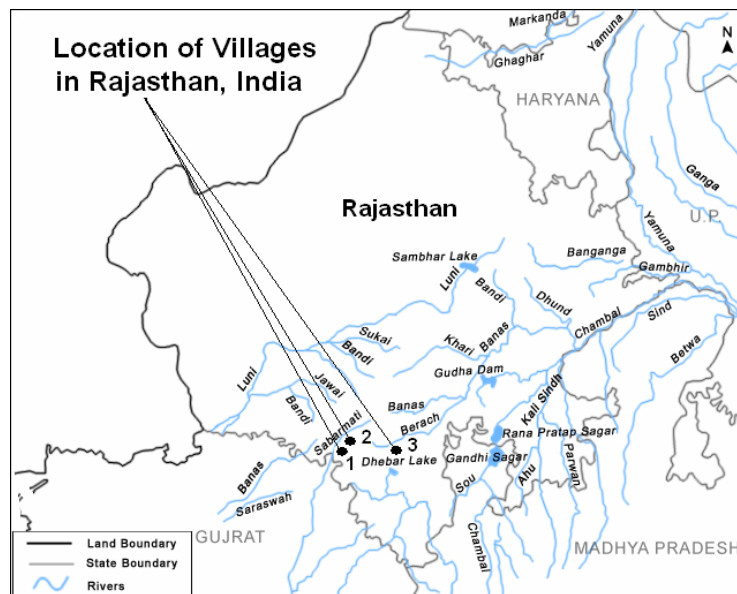 Location of Villages
in Rajasthan, India
Markanda
Yamuna
N
Ghaghar
HARYANA
Ganga
Rajasthan
U.P.
Yamuna
Sambhar Lake
Banganga
Gambhir
Luni
Bandi
Dhund
Chambal
Sind
Sukai
Khari
Banas
Betwa
Bandi
Gudha Dam
Luni
Jawai
Kali Sindh
Bandi
Banas
Sabarmati
Berach
Rana Pratap Sagar
2
1
3
Dhebar Lake
Gandhi Sagar
Banas
Saraswah
Sou
Ahu
Parwan
Chambal
GUJRAT
MADHYA PRADESH
Land Boundary
State Boundary
Rivers